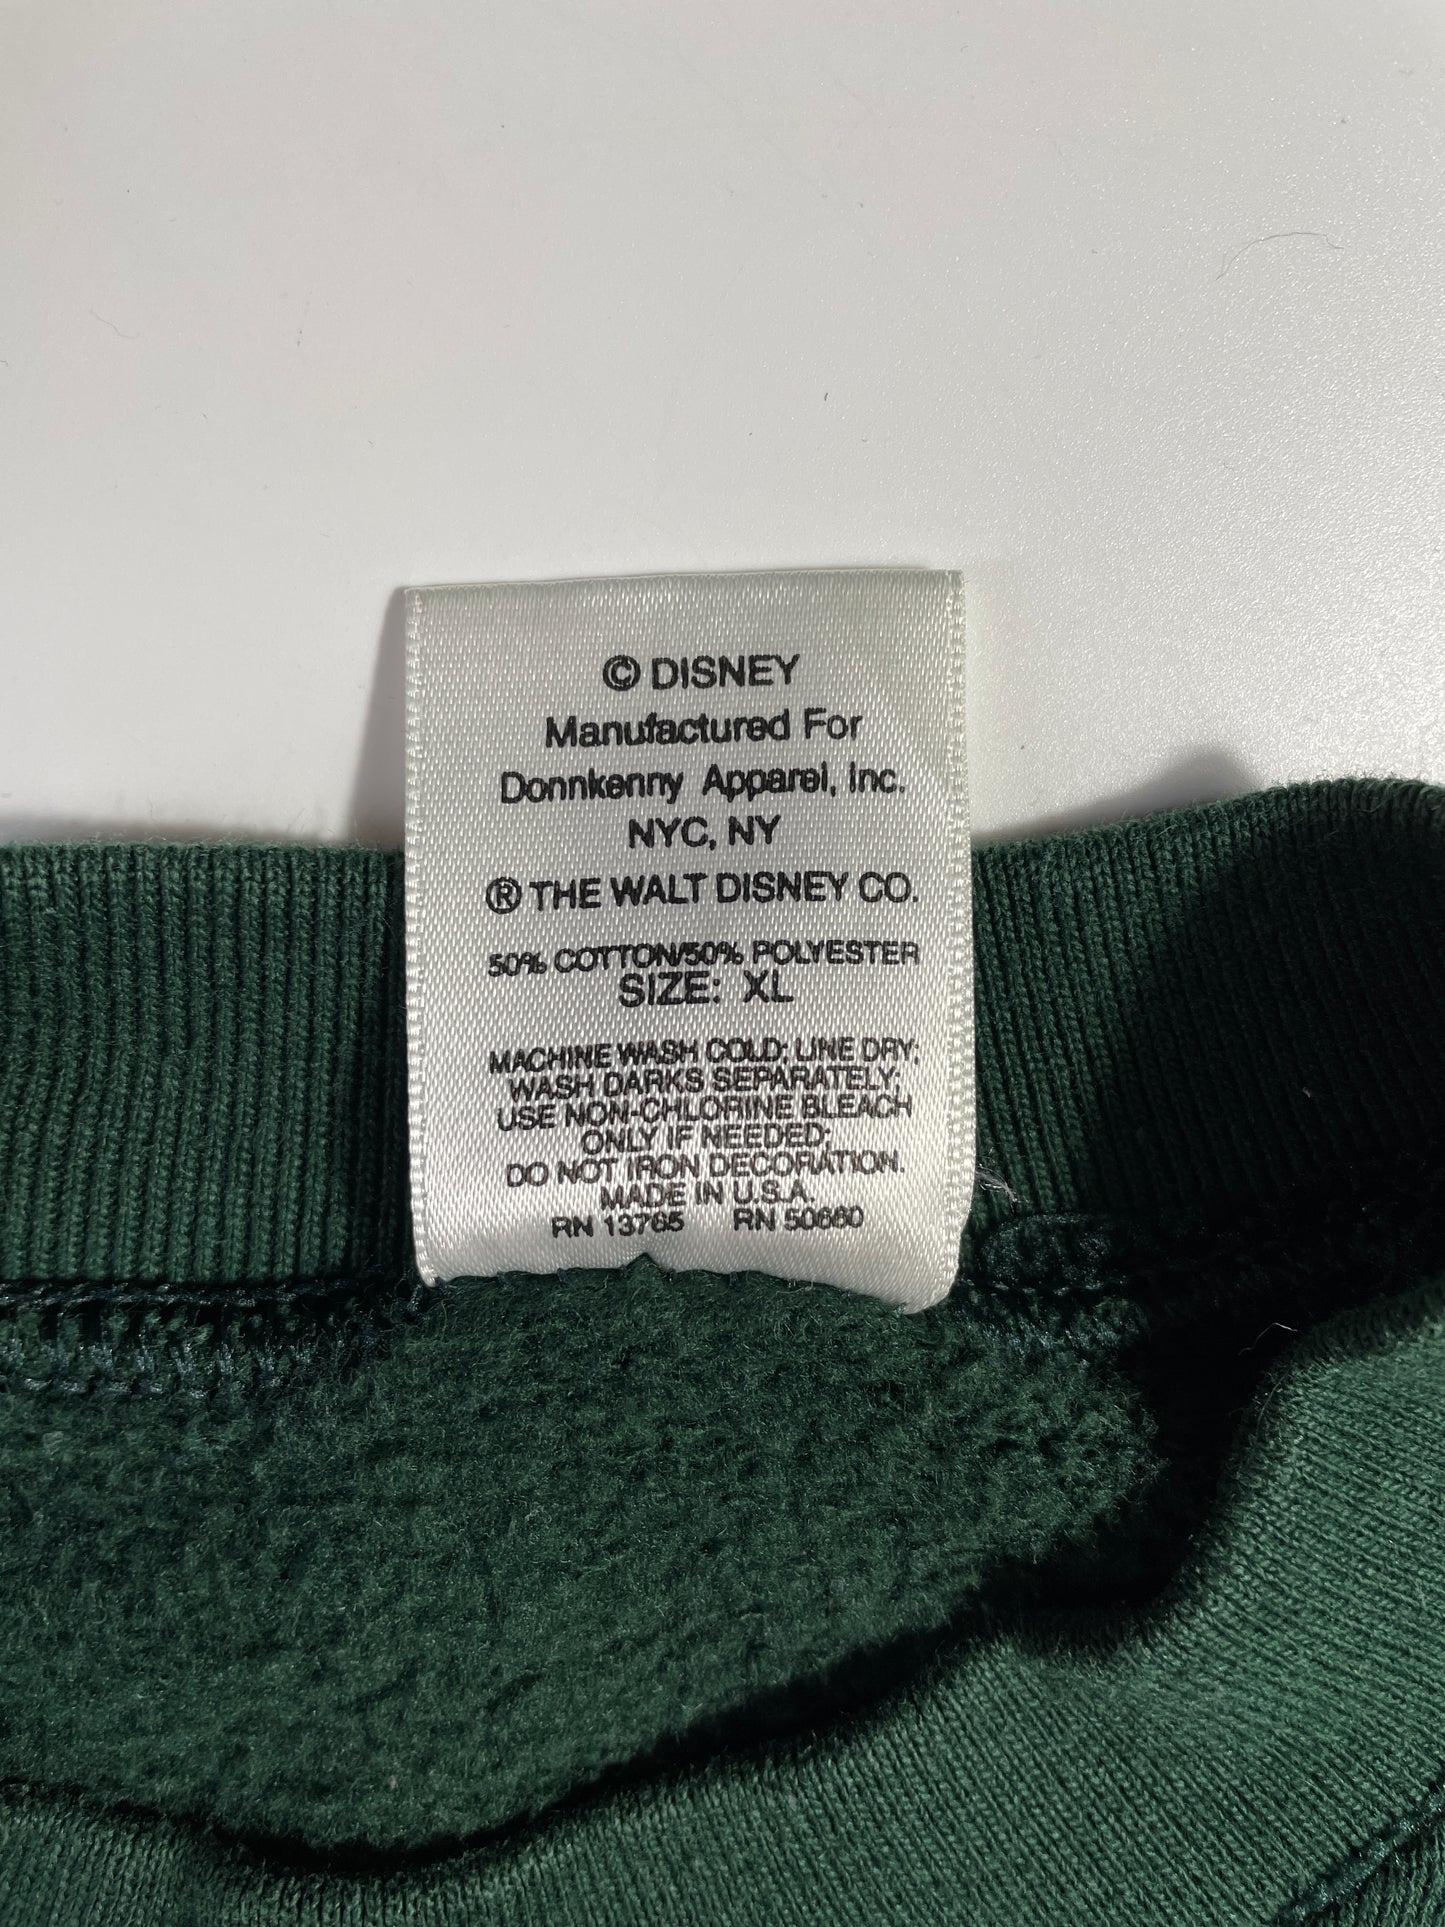 © DISNEY
Manufactured For
Donnkenny Apparel, Inc.
NYC, NY
® THE WALT DISNEY CO.
50% COTTON/50% POLYESTER
SIZE: XL
MACHINE WASH COLD; LINE DRY;
WASH DARKS SEPARATELY;
USE NON-CHLORINE BLEACH
ONLY IF NEEDED;
DO NOT IRON DECORATION.
MADE IN U.S.A.
RN 13765 RN 50660